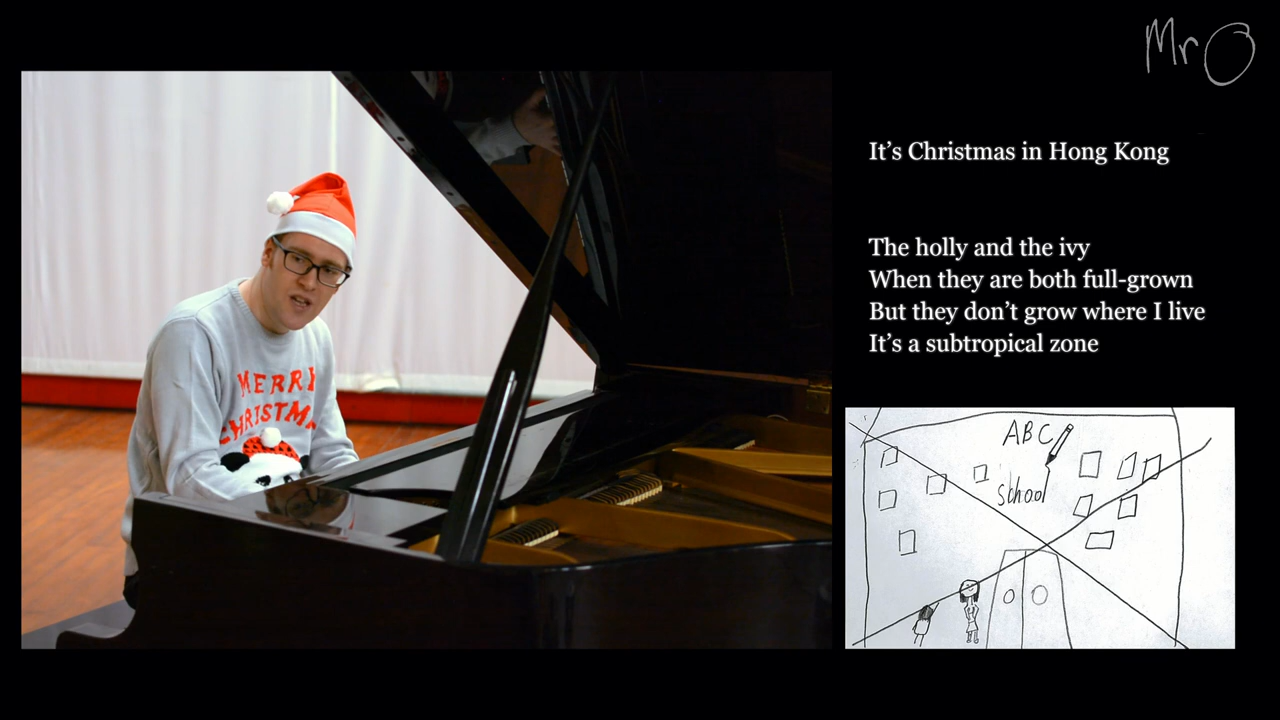 Mr O
It’s Christmas in Hong Kong
The holly and the ivy
When they are both full-grown
But they don’t grow where I live
It’s a subtropical zone
MERRY
CHRISTMA
ABC
school